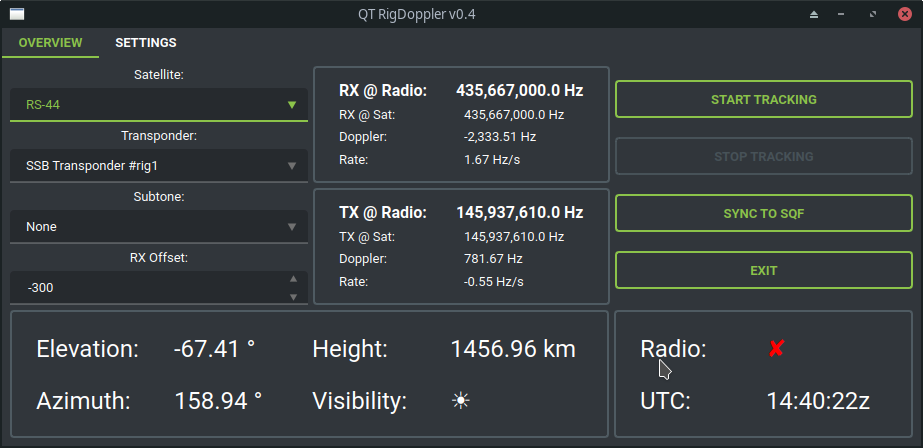 QT RigDoppler v0.4
OVERVIEW SETTINGS
Satellite:
RS-44
Transponder:
SSB Transponder #rig1
Subtone:
None
RX Offset:
-300
RX @ Radio: 435,667,000.0 Hz
RX @ Sat: 435,667,000.0 Hz
Doppler: -2,333.51 Hz
Rate: 1.67 Hz/s
TX @ Radio: 145,937,610.0 Hz
TX @ Sat: 145,937,610.0 Hz
Doppler: 781.67 Hz
Rate: -0.55 Hz/s
START TRACKING
STOP TRACKING
SYNC TO SQF
EXIT
Elevation: -67.41 ° Height: 1456.96 km
Azimuth: 158.94 ° Visibility: ☀
Radio: ✘
UTC: 14:40:22z